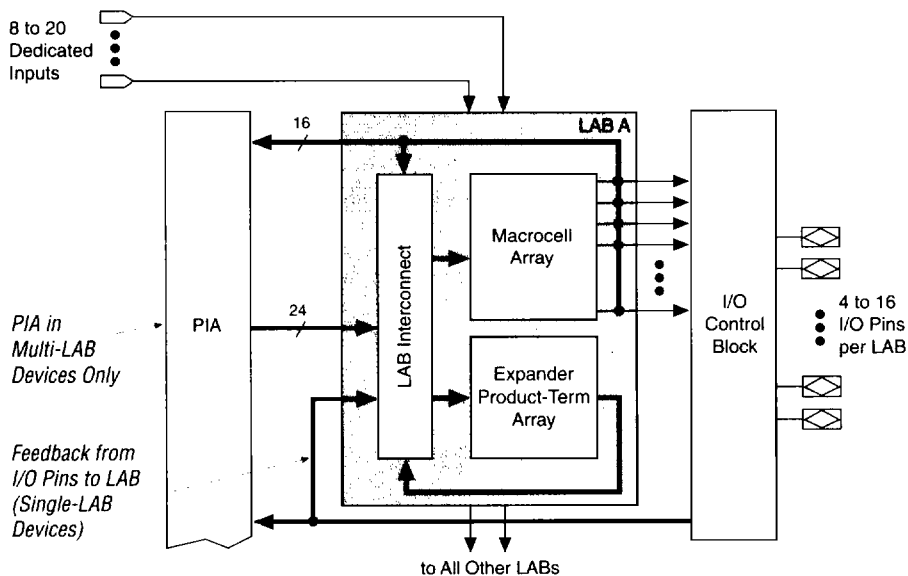 8 to 20
Dedicated
Inputs
LAB A
16
24
PIA
LAB Interconnect
Macrocell
Array
Expander
Product-Term
Array
I/O
Control
Block
4 to 16
I/O Pins
per LAB
PIA in
Multi-LAB
Devices Only
Feedback from
I/O Pins to LAB
(Single-LAB
Devices)
to All Other LABs